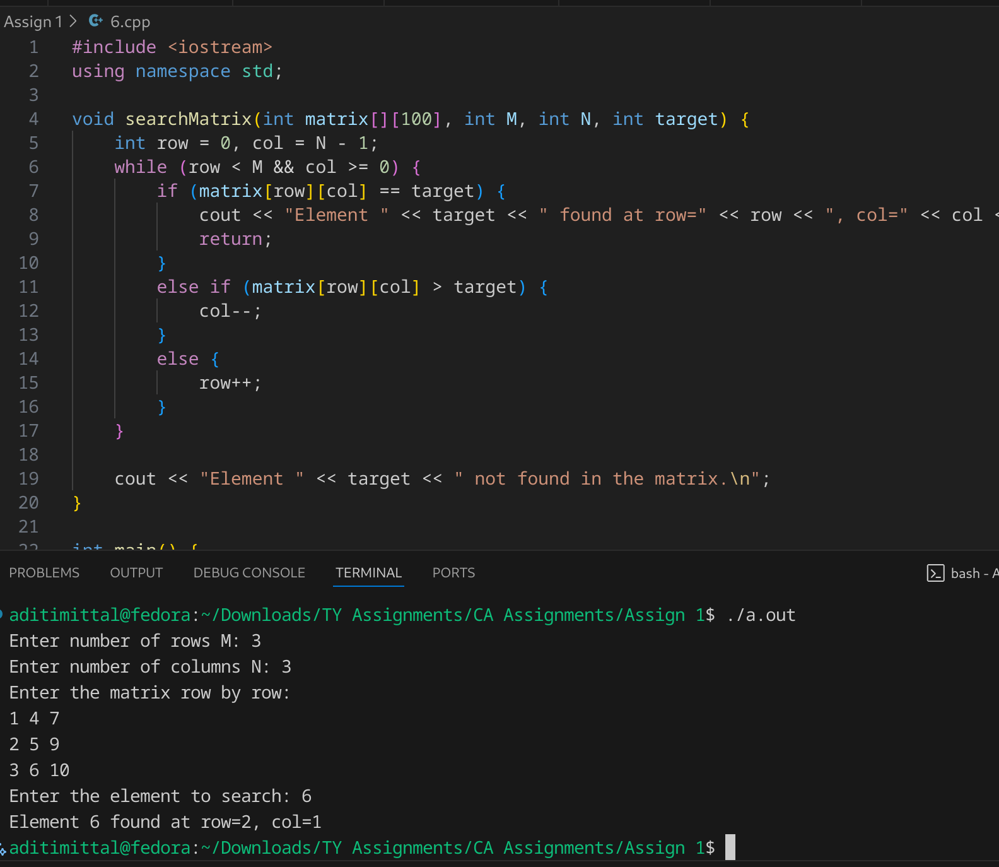 Assign 1 > 6.cpp
1 #include <iostream>
2 using namespace std;
3
4 void searchMatrix(int matrix[][100], int M, int N, int target) {
5     int row = 0, col = N - 1;
6     while (row < M && col >= 0) {
7         if (matrix[row][col] == target) {
8             cout << "Element " << target << " found at row=" << row << ", col=" << col <
9             return;
10         }
11         else if (matrix[row][col] > target) {
12             col--;
13         }
14         else {
15             row++;
16         }
17     }
18
19     cout << "Element " << target << " not found in the matrix.\n";
20 }
21
22 int main() {
PROBLEMS OUTPUT DEBUG CONSOLE TERMINAL PORTS bash - A
aditimittal@fedora:~/Downloads/TY Assignments/CA Assignments/Assign 1$ ./a.out
Enter number of rows M: 3
Enter number of columns N: 3
Enter the matrix row by row:
1 4 7
2 5 9
3 6 10
Enter the element to search: 6
Element 6 found at row=2, col=1
aditimittal@fedora:~/Downloads/TY Assignments/CA Assignments/Assign 1$